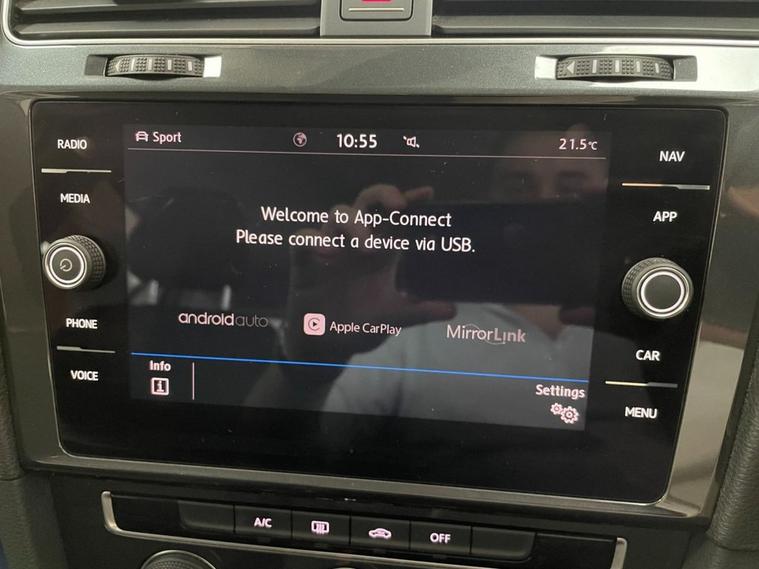 RADIO
MEDIA
PHONE
VOICE
Sport
10:55
21.5°C
Welcome to App-Connect
Please connect a device via USB.
androidauto
Apple CarPlay
MirrorLink
Info
Settings
NAV
APP
CAR
MENU
A/C
OFF